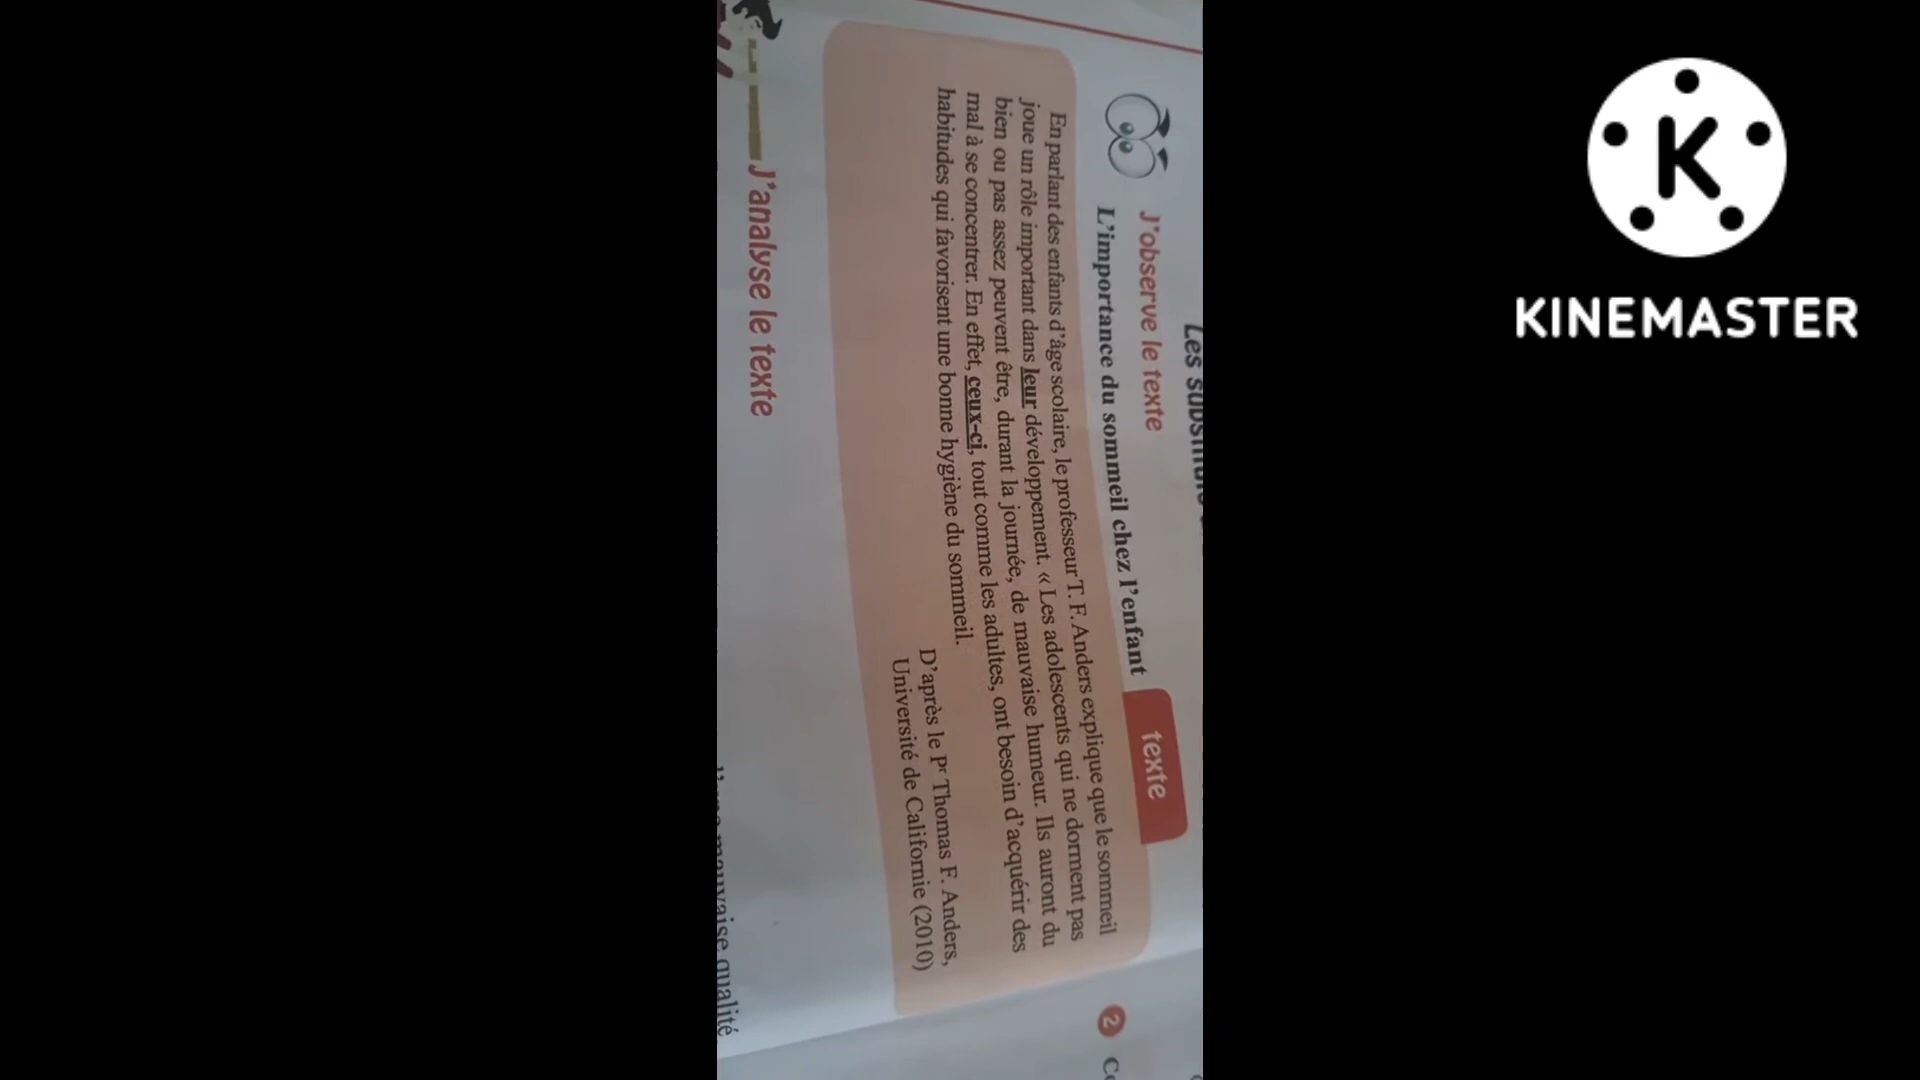 J'observe le texte
texte
L'importance du sommeil chez l'enfant
En parlant des enfants d'âge scolaire, le professeur T. F. Anders explique que le sommeil
joue un rôle important dans leur développement. « Les adolescents qui ne dorment pas
bien ou pas assez peuvent être, durant la journée, de mauvaise humeur. Ils auront du
mal à se concentrer. En effet, ceux-ci, tout comme les adultes, ont besoin d'acquérir des
habitudes qui favorisent une bonne hygiène du sommeil.
D'après le Pr Thomas F. Anders,
Université de Californie (2010)
J'analyse le texte
2
KINEMASTER